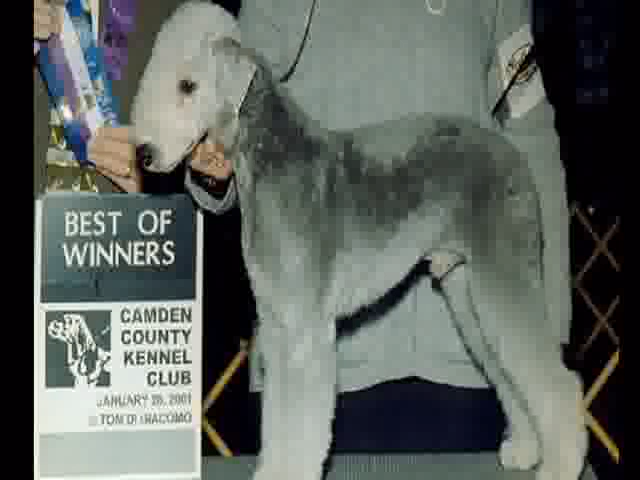 BEST OF
WINNERS
CAMDEN
COUNTY
KENNEL
CLUB
JANUARY 28, 2001